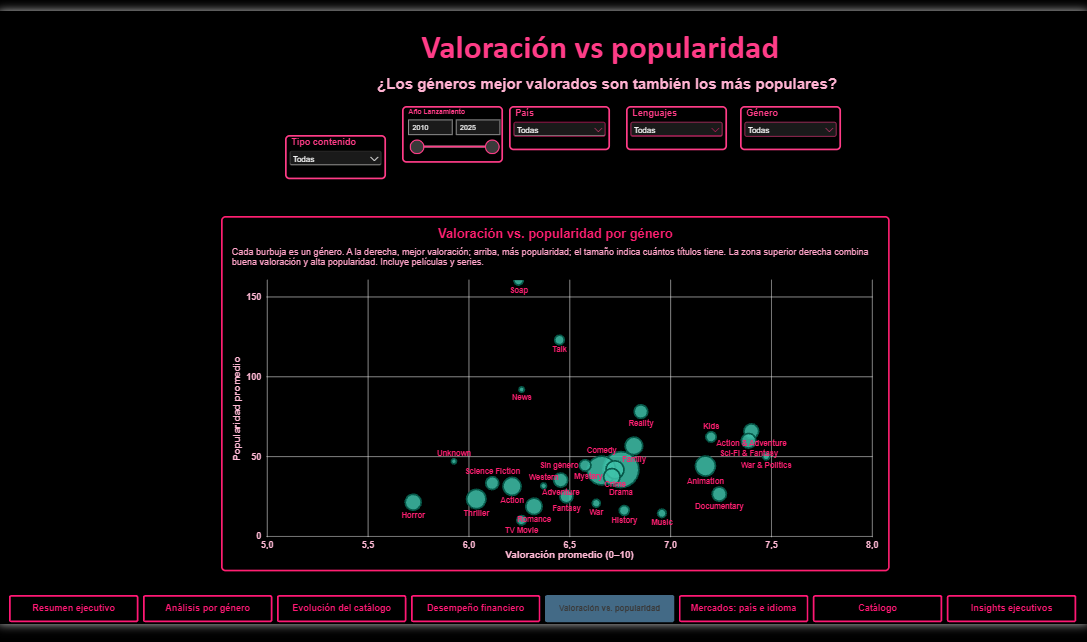 Valoración vs popularidad
¿Los géneros mejor valorados son también los más populares?
Año Lanzamiento
2010
2025
País
Todas
Lenguajes
Todas
Género
Todas
Tipo contenido
Todas
Valoración vs. popularidad por género
Cada burbuja es un género. A la derecha, mejor valoración; arriba, más popularidad; el tamaño indica cuántos títulos tiene. La zona superior derecha combina
buena valoración y alta popularidad. Incluye películas y series.
Popularidad promedio
150
100
50
0
Soap
Talk
News
Reality
Kids
Action & Adventure
Sci-Fi & Fantasy
War & Politics
Comedy
Family
Unknown
Sin género
Mystery
Crime
Drama
Science Fiction
Western
Animation
Action
Adventure
Documentary
Horror
Thriller
Romance
Fantasy
War
History
Music
TV Movie
5,0
5,5
6,0
6,5
7,0
7,5
8,0
Valoración promedio (0–10)
Resumen ejecutivo
Análisis por género
Evolución del catálogo
Desempeño financiero
Valoración vs. popularidad
Mercados: país e idioma
Catálogo
Insights ejecutivos